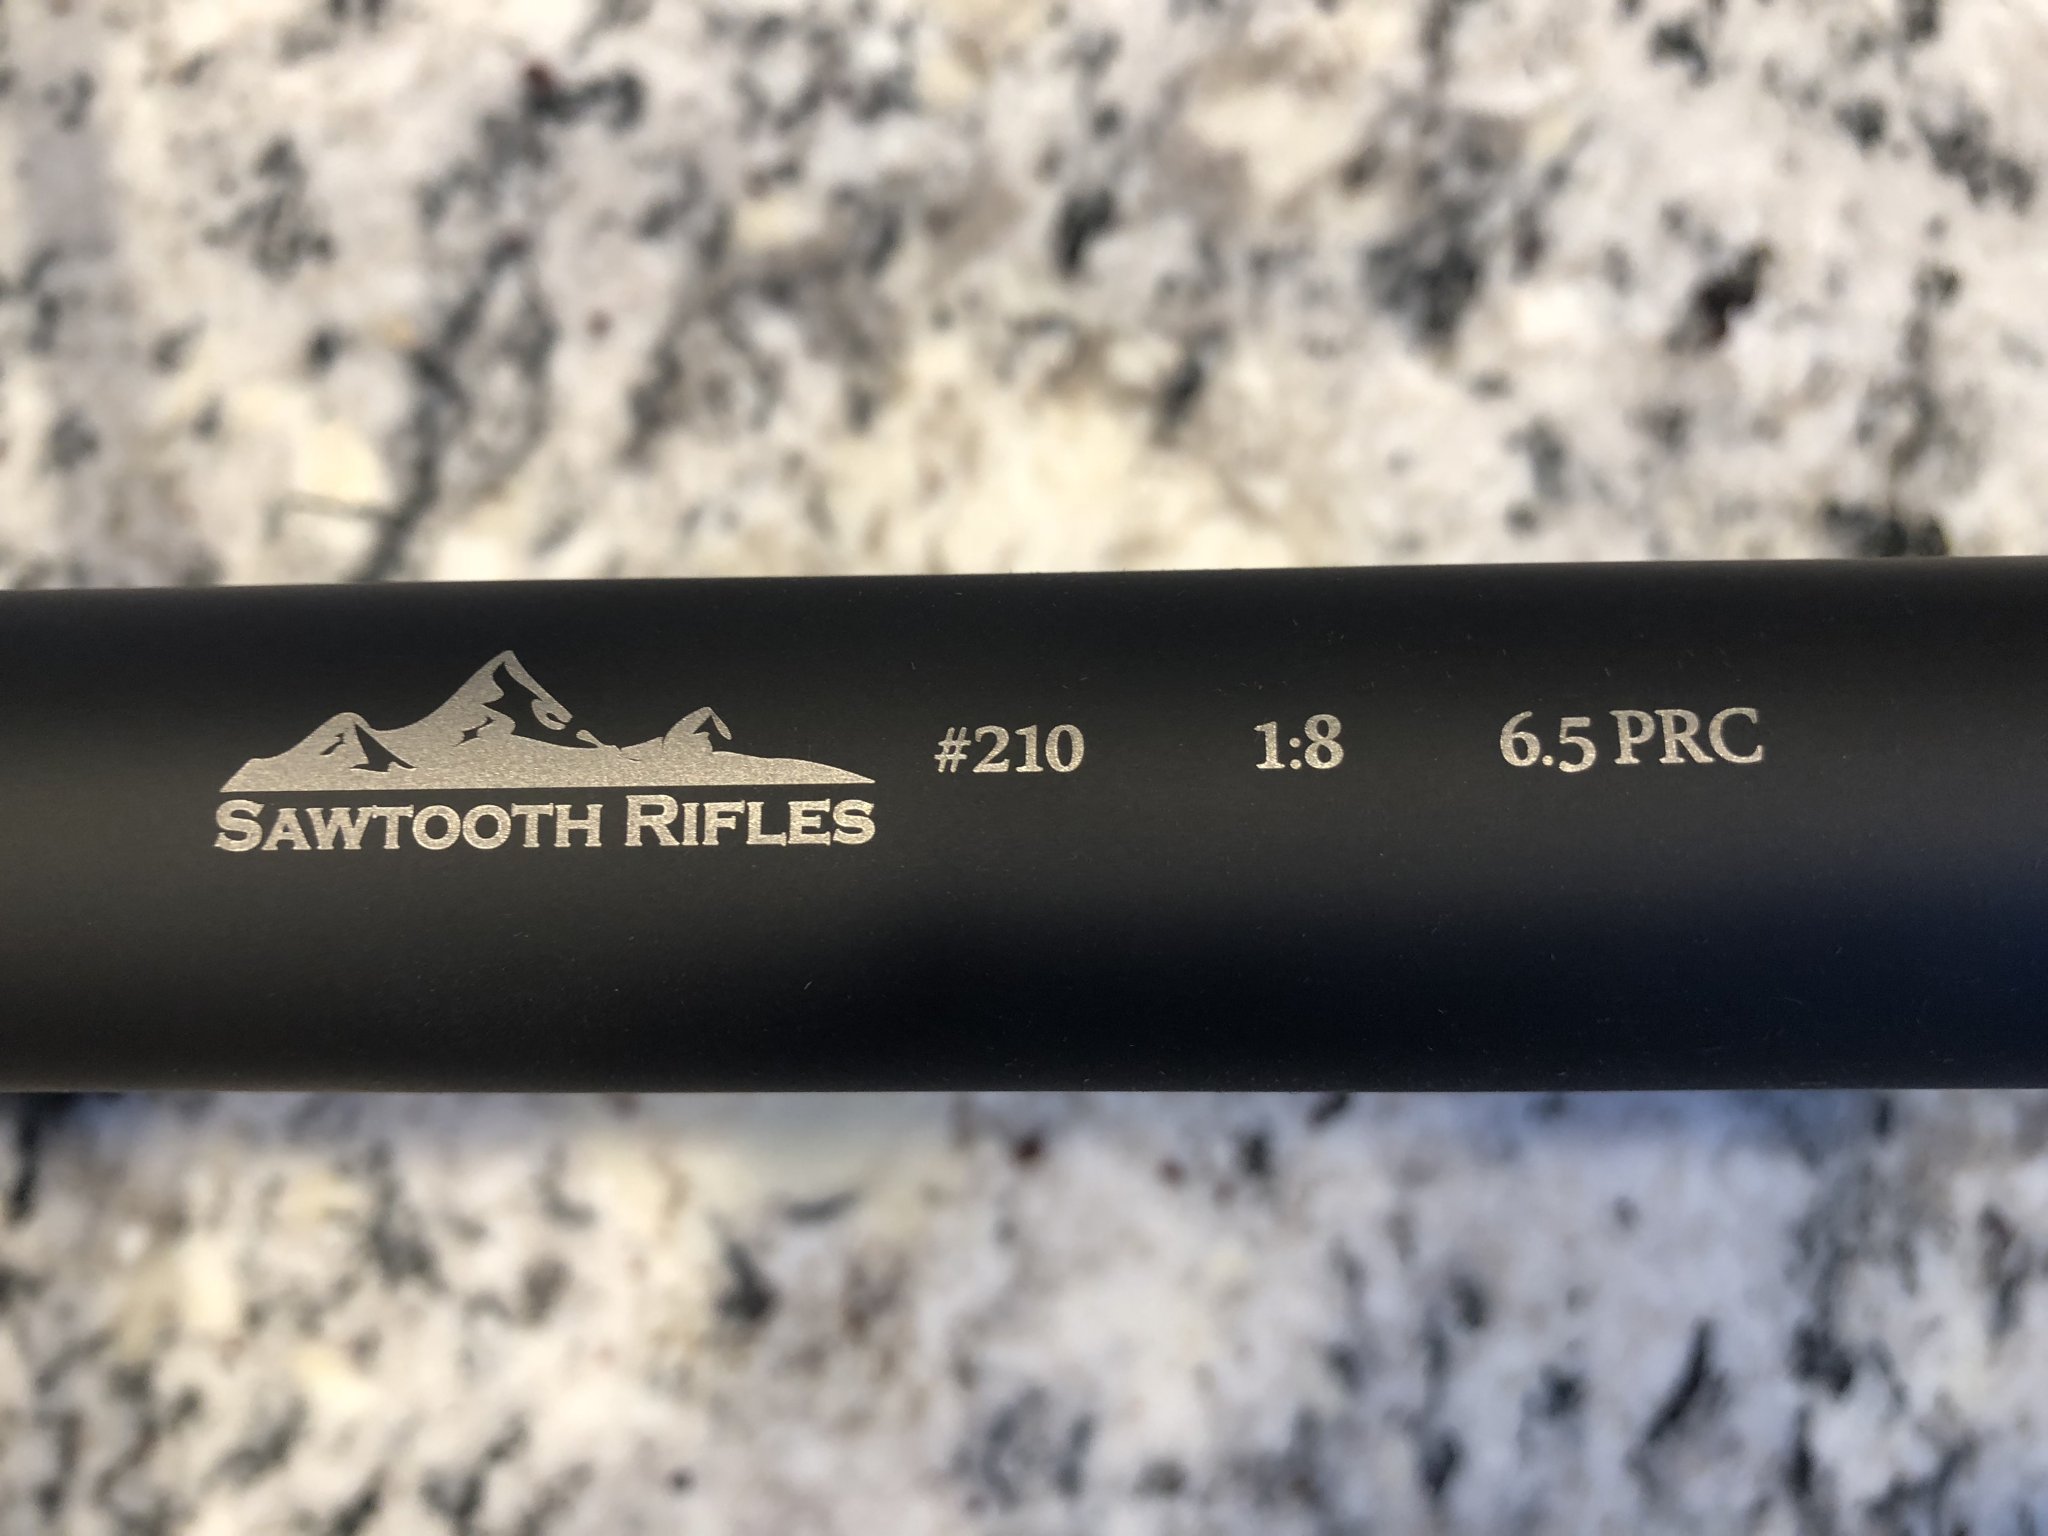 #210 1:8 6.5 PRC
SAWTOOTH RIFLES